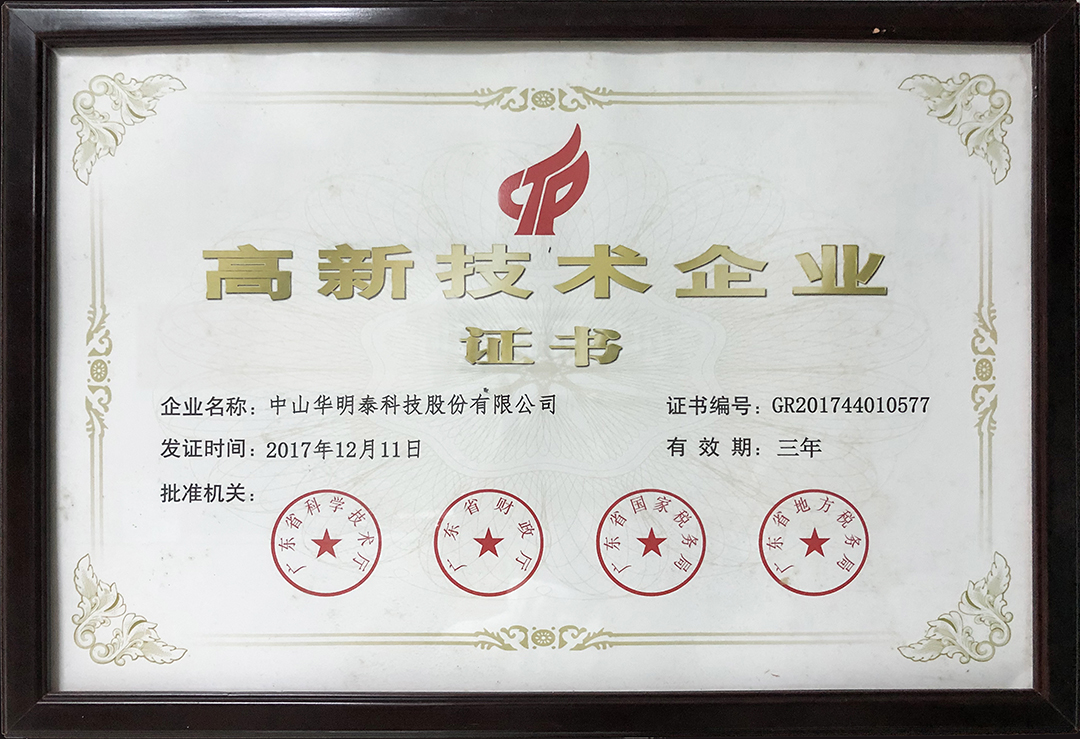 CTP
高新技术企业
证书
企业名称：中山华明泰科技股份有限公司
证书编号：GR201744010577
发证时间：2017年12月11日
有效期：三年
批准机关：
广东省科学技术厅
广东省财政厅
广东省国家税务局
广东省地方税务局